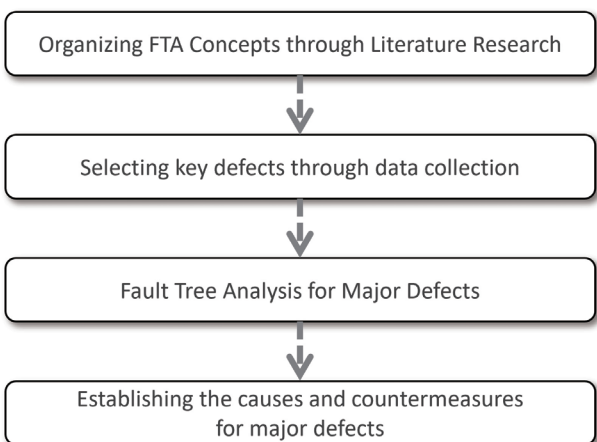 Organizing FTA Concepts through Literature Research
Selecting key defects through data collection
Fault Tree Analysis for Major Defects
Establishing the causes and countermeasures
for major defects